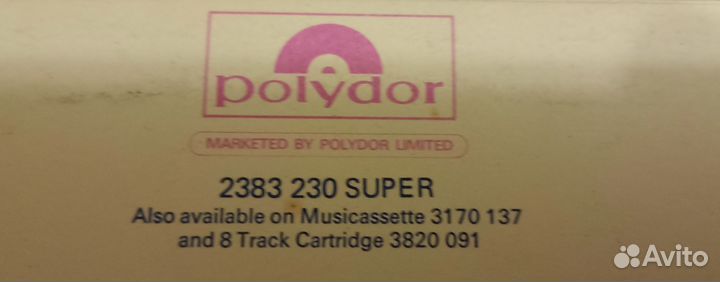 polydor
MARKETED BY POLYDOR LIMITED
2383 230 SUPER
Also available on Musicassette 3170 137
and 8 Track Cartridge 3820 091
Avito